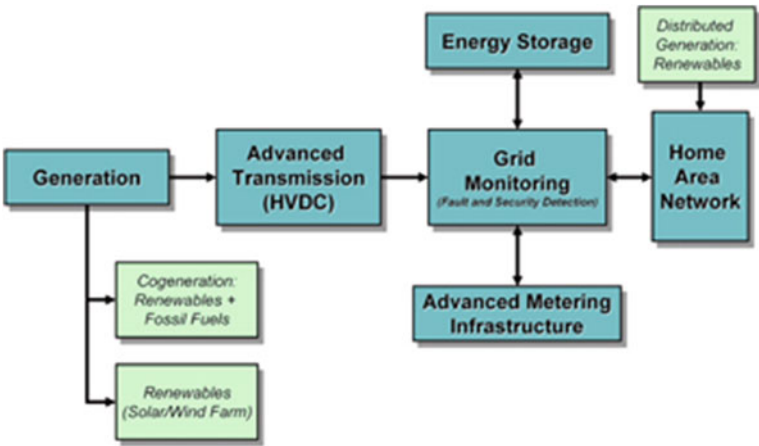 Energy Storage
Distributed
Generation:
Renewables
Generation
Advanced
Transmission
(HVDC)
Grid
Monitoring
(Fault and Security Detection)
Home
Area
Network
Cogeneration:
Renewables +
Fossil Fuels
Advanced Metering
Infrastructure
Renewables
(Solar/Wind Farm)